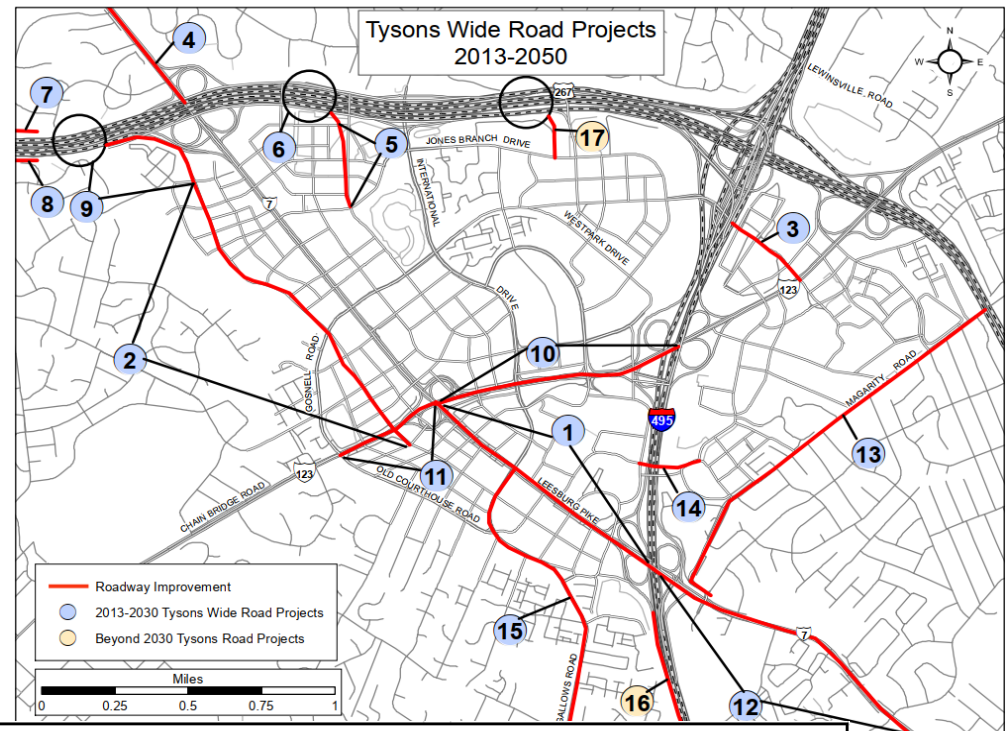 Tysons Wide Road Projects
2013-2050
N
W E
S
4
LEWINSVILLE ROAD
7
267
6
5
JONES BRANCH DRIVE
17
INTERNATIONAL
DRIVE
8
9
7
WESTPARK DRIVE
3
123
2
GOSNELL ROAD
10
MAGARITY ROAD
1
495
13
11
123
CHAIN BRIDGE ROAD
OLD COURTHOUSE ROAD
LEESBURG PIKE
14
Roadway Improvement
2013-2030 Tysons Wide Road Projects
Beyond 2030 Tysons Road Projects
15
7
GALLOWS ROAD
16
12
Miles
0 0.25 0.5 0.75 1